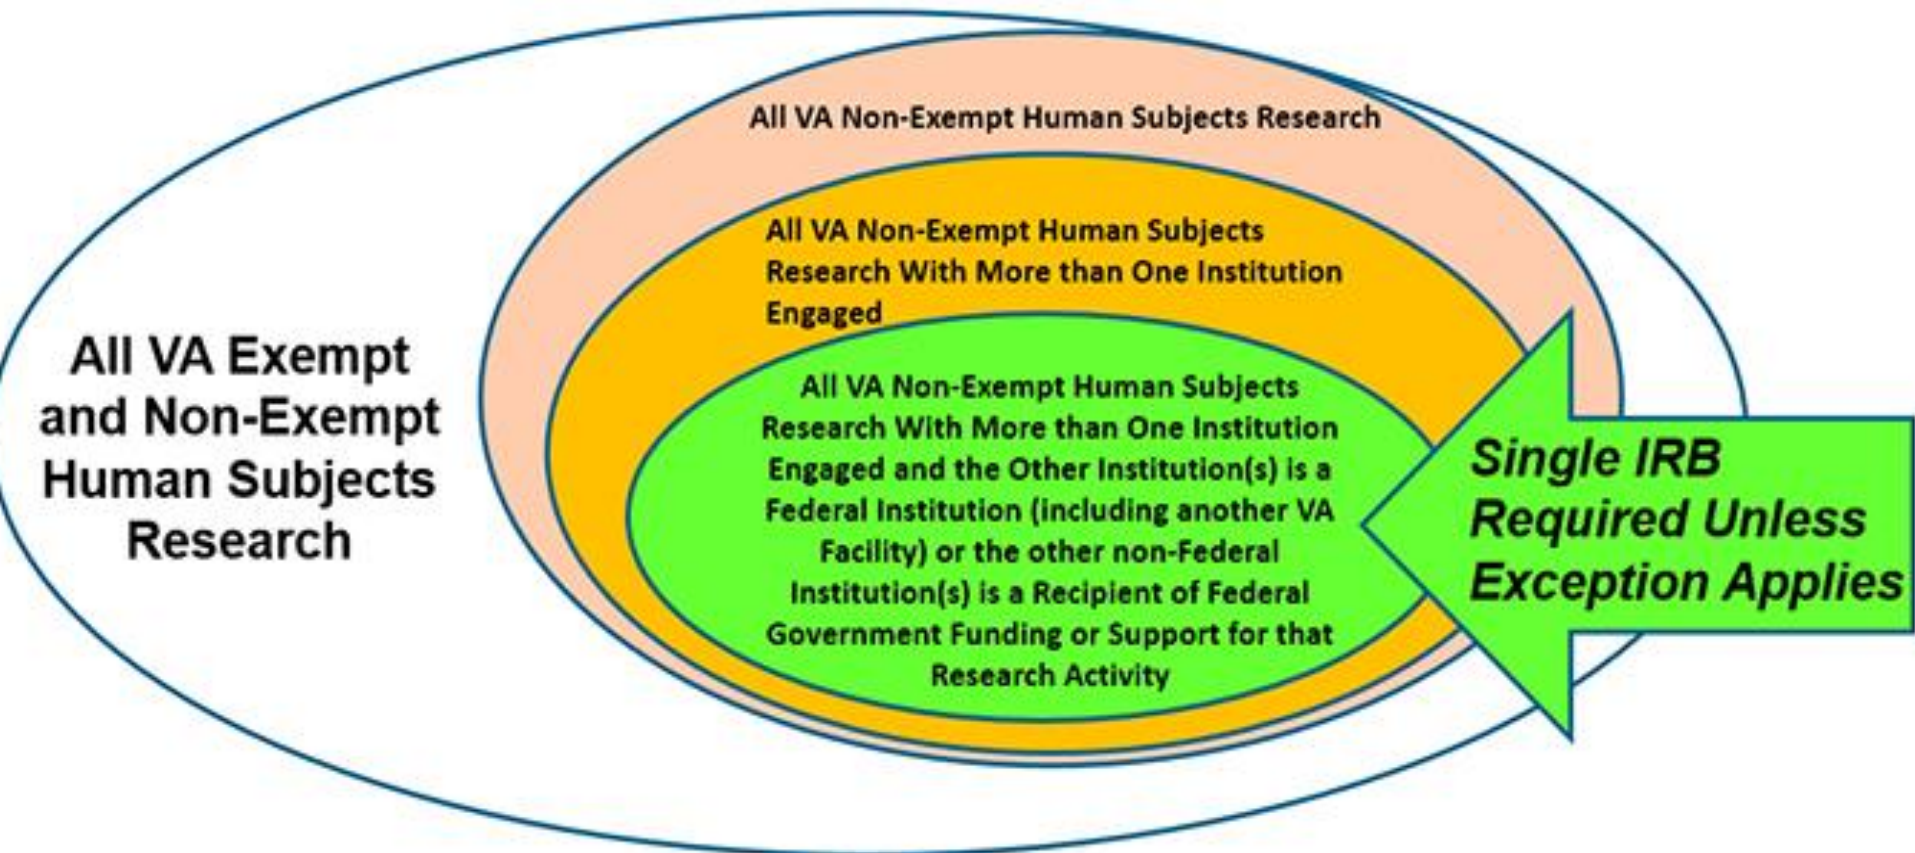 All VA Non-Exempt Human Subjects Research
All VA Non-Exempt Human Subjects
Research With More than One Institution
Engaged
All VA Exempt
and Non-Exempt
Human Subjects
Research
All VA Non-Exempt Human Subjects
Research With More than One Institution
Engaged and the Other Institution(s) is a
Federal Institution (including another VA
Facility) or the other non-Federal
Institution(s) is a Recipient of Federal
Government Funding or Support for that
Research Activity
Single IRB
Required Unless
Exception Applies